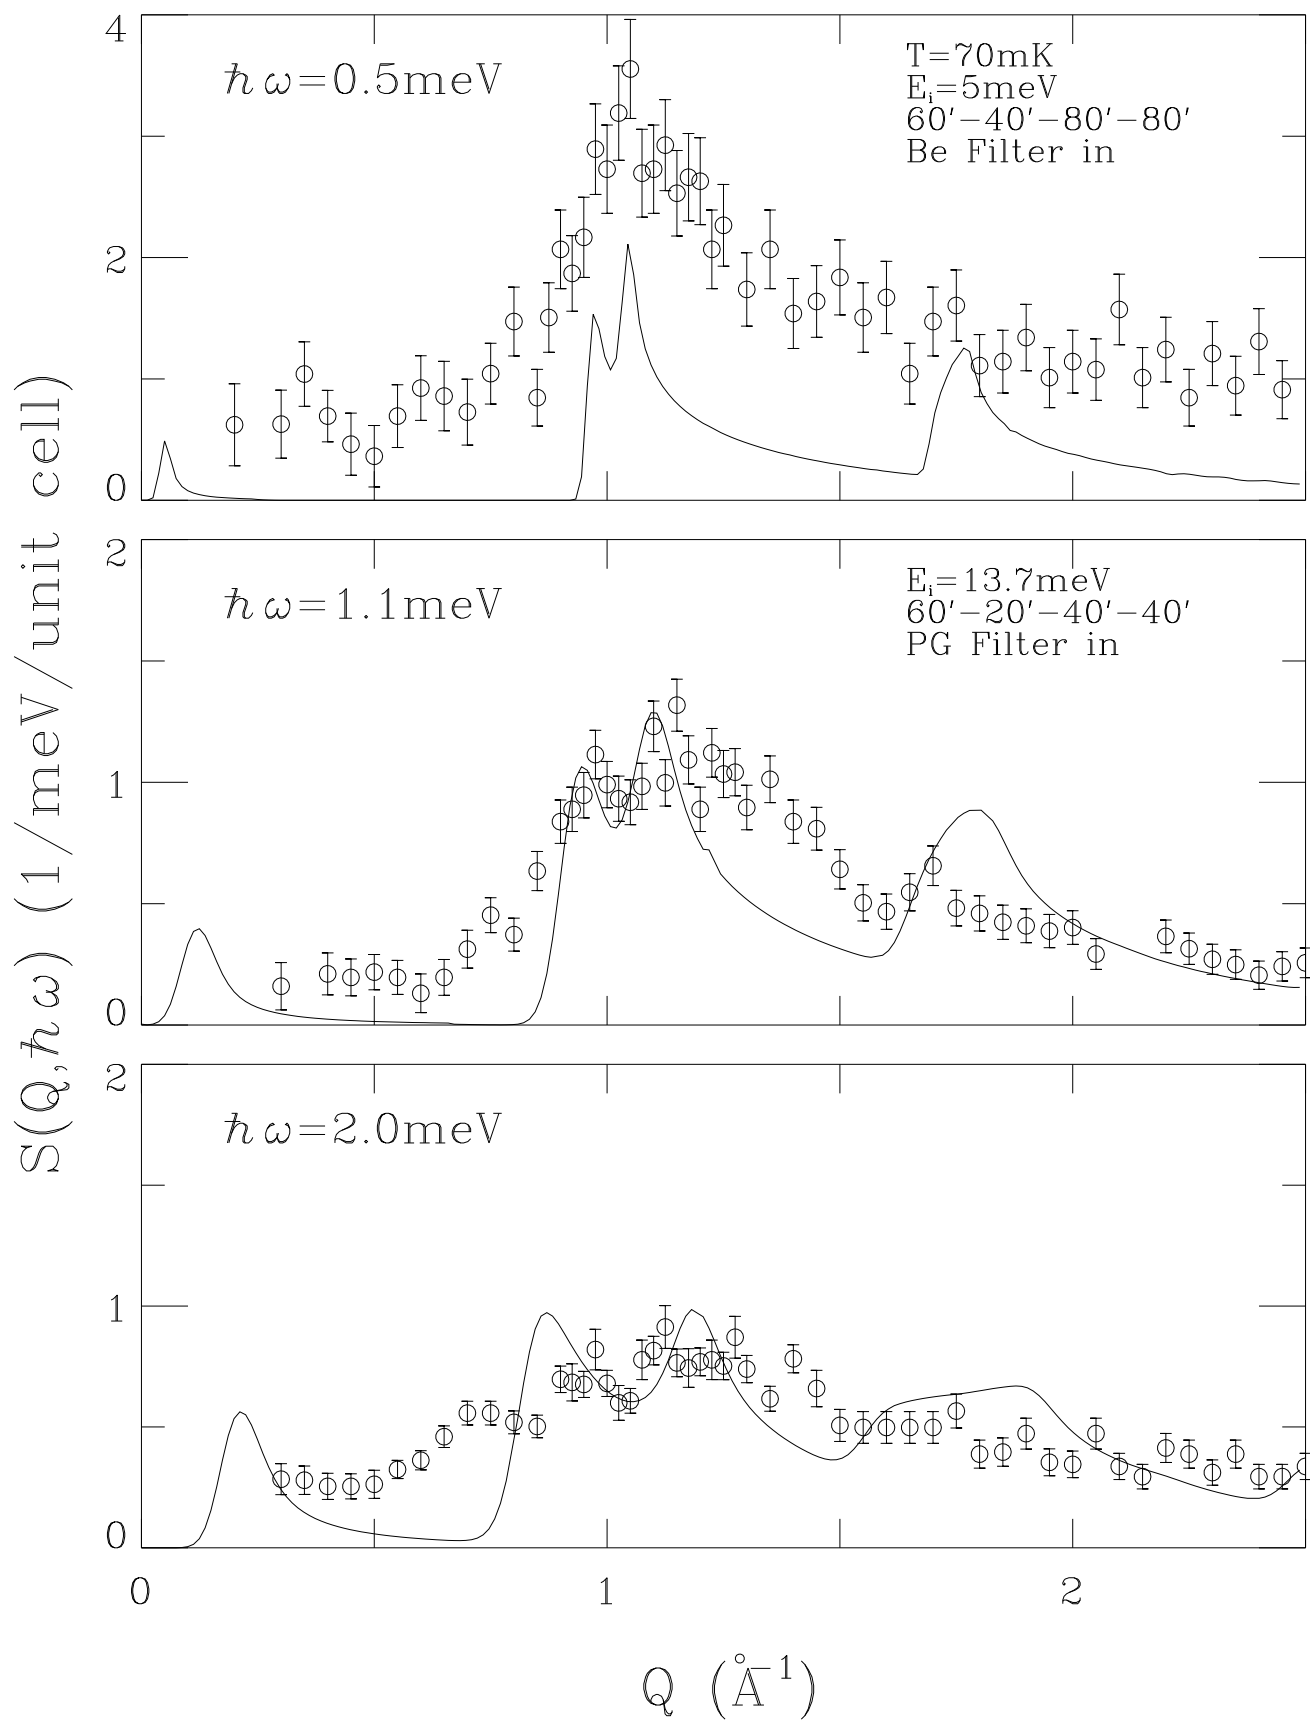 S(Q,ħω) (1/meV/unit cell)
4
2
0
ħω=0.5meV
T=70mK
Ei=5meV
60′−40′−80′−80′
Be Filter in
2
1
0
ħω=1.1meV
Ei=13.7meV
60′−20′−40′−40′
PG Filter in
2
1
0
ħω=2.0meV
0 1 2
Q (Å⁻¹)